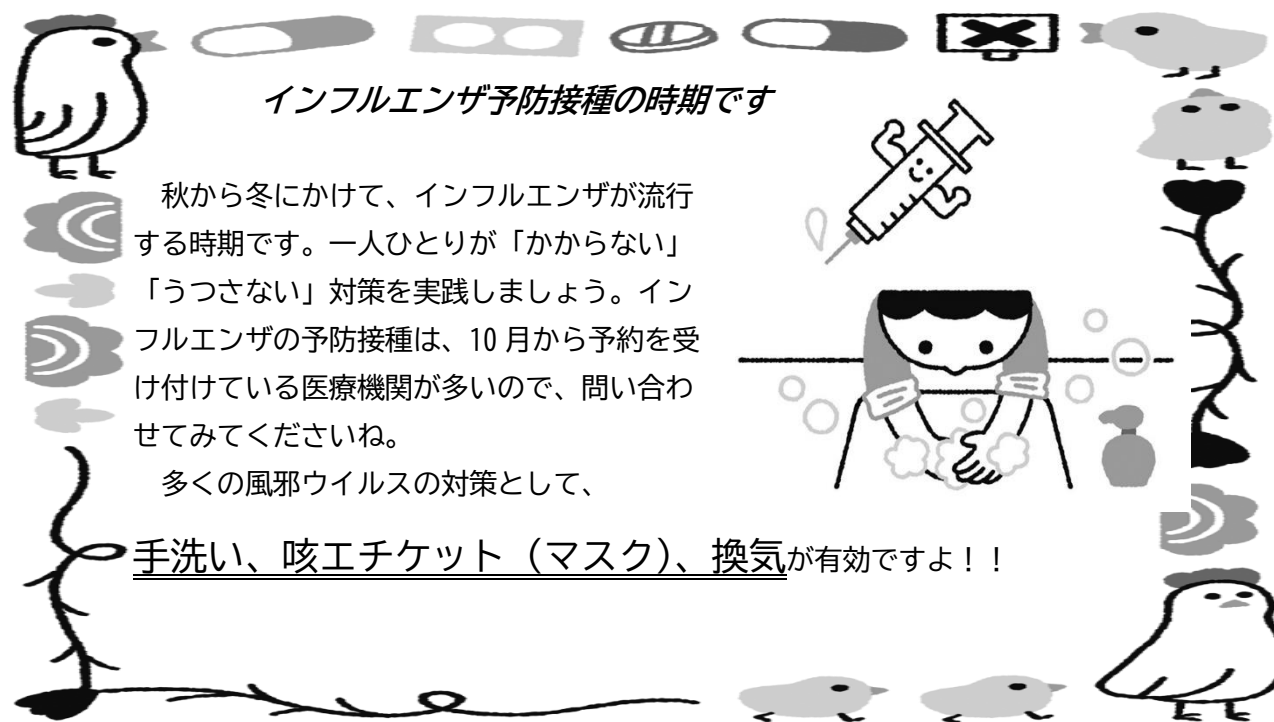 インフルエンザ予防接種の時期です
秋から冬にかけて、インフルエンザが流行
する時期です。一人ひとりが「かからない」
「うつさない」対策を実践しましょう。イン
フルエンザの予防接種は、10月から予約を受
け付けている医療機関が多いので、問い合わ
せてみてくださいね。
多くの風邪ウイルスの対策として、
手洗い、咳エチケット（マスク）、換気が有効ですよ！！